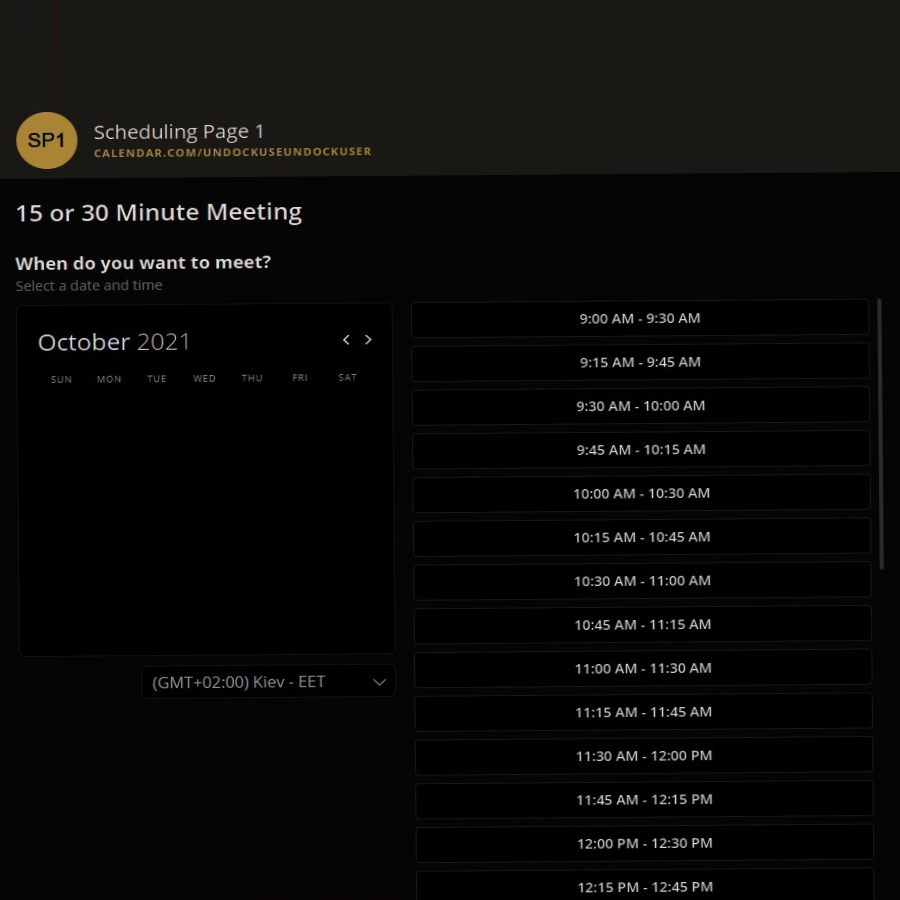 SP1
Scheduling Page 1
CALENDAR.COM/UNDOCKUSEUNDOCKUSER
15 or 30 Minute Meeting
When do you want to meet?
Select a date and time
October 2021
SUN MON TUE WED THU FRI SAT
(GMT+02:00) Kiev - EET
9:00 AM - 9:30 AM
9:15 AM - 9:45 AM
9:30 AM - 10:00 AM
9:45 AM - 10:15 AM
10:00 AM - 10:30 AM
10:15 AM - 10:45 AM
10:30 AM - 11:00 AM
10:45 AM - 11:15 AM
11:00 AM - 11:30 AM
11:15 AM - 11:45 AM
11:30 AM - 12:00 PM
11:45 AM - 12:15 PM
12:00 PM - 12:30 PM
12:15 PM - 12:45 PM